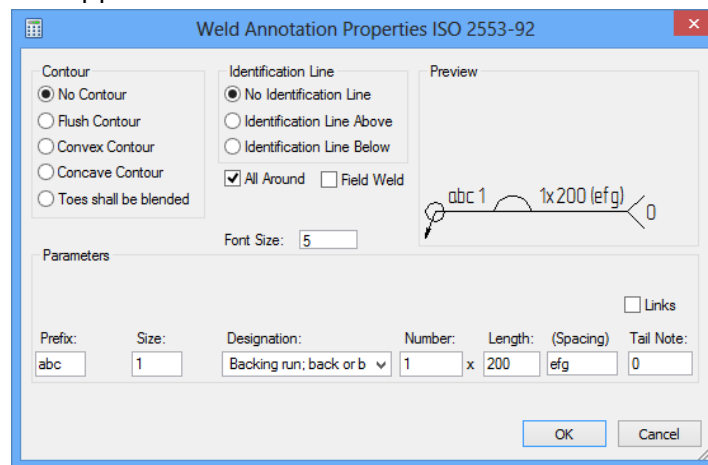 Weld Annotation Properties ISO 2553-92
Contour
No Contour
Flush Contour
Convex Contour
Concave Contour
Toes shall be blended
Identification Line
No Identification Line
Identification Line Above
Identification Line Below
All Around Field Weld
Font Size: 5
Preview
abc 1 1x200 (efg) 0
Parameters
Links
Prefix: Size: Designation: Number: Length: (Spacing) Tail Note:
abc 1 Backing run; back or b 1 x 200 efg 0
OK Cancel